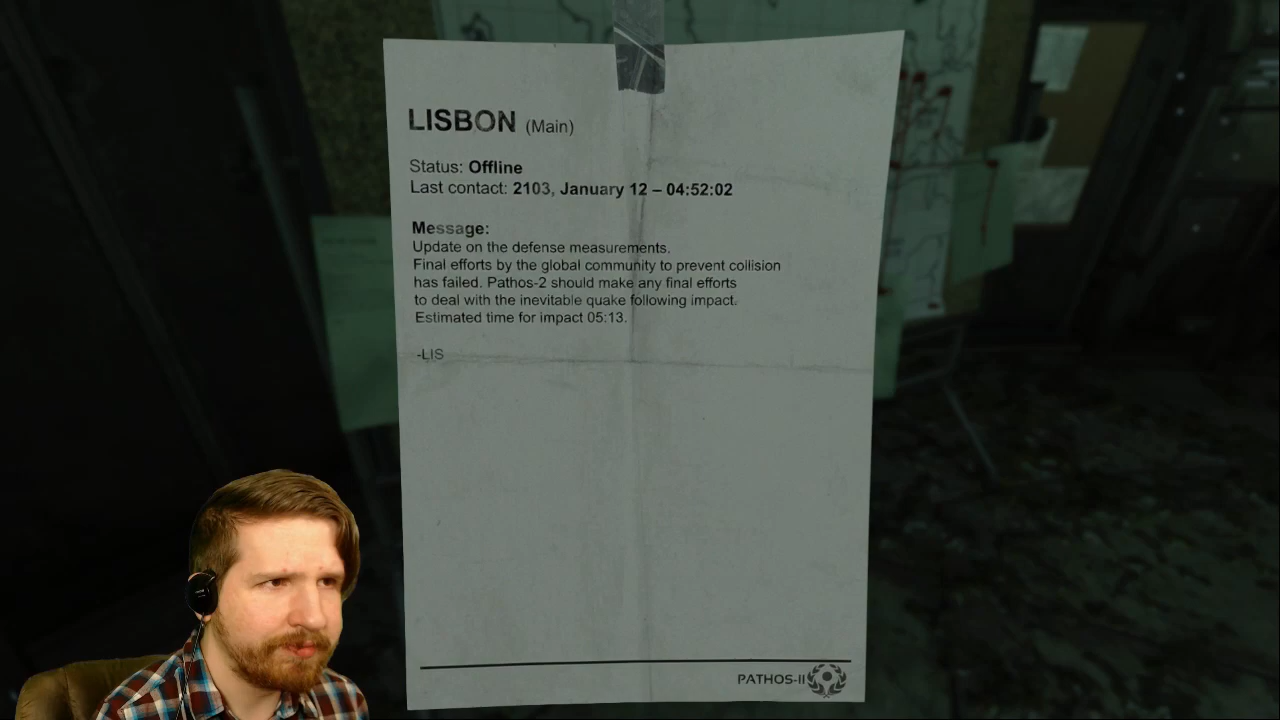 LISBON (Main)
Status: Offline
Last contact: 2103, January 12 – 04:52:02
Message:
Update on the defense measurements.
Final efforts by the global community to prevent collision
has failed. Pathos-2 should make any final efforts
to deal with the inevitable quake following impact.
Estimated time for impact 05:13.
-LIS
PATHOS-II